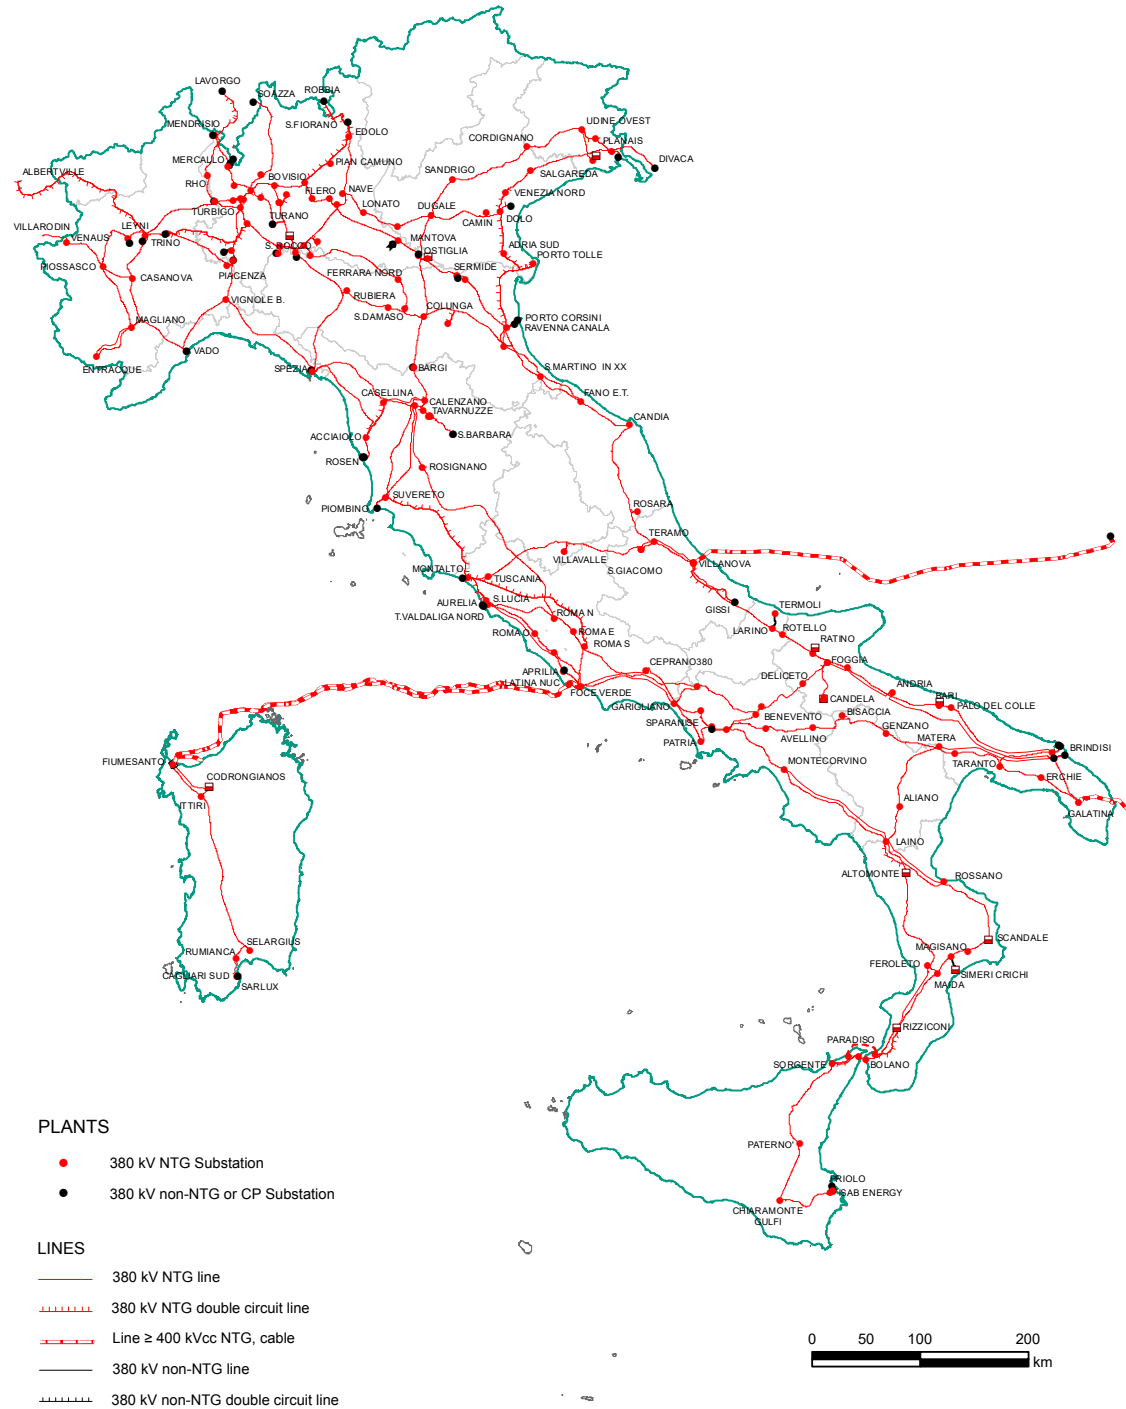 LAVORGO
SOAZZA
ROBBIA
MENDRISIO
S.FIORANO
EDOLO
UDINE OVEST
CORDIGNANO
PLANAIS
MERCALLO
PIAN CAMUNO
DIVACA
ALBERTVILLE
RHO
BOVISIO
SANDRIGO
SALGAREDA
FLERO
NAVE
VENEZIA NORD
TURBIGO
LONATO
DUGALE
VILLARODIN
LEYNI
TURANO
CAMIN
DOLO
VENAUS
TRINO
S. ROCCO
MANTOVA
OSTIGLIA
ADRIA SUD
PORTO TOLLE
PIOSSASCO
CASANOVA
PIACENZA
FERRARA NORD
SERMIDE
VIGNOLE B.
RUBIERA
COLUNGA
S.DAMASO
PORTO CORSINI
MAGLIANO
RAVENNA CANALA
VADO
ENTRACQUE
SPEZIA
BARGI
S.MARTINO IN XX
CASELLINA
CALENZANO
FANO E.T.
TAVARNUZZE
CANDIA
ACCIAIOLO
S.BARBARA
ROSEN
ROSIGNANO
SUVERETO
PIOMBINO
ROSARA
TERAMO
VILLAVALLE
S.GIACOMO
VILLANOVA
MONTALTO
TUSCANIA
AURELIA
S.LUCIA
GISSI
TERMOLI
T.VALDALIGA NORD
ROMA N
LARINO
ROTELLO
ROMA O
ROMA E
RATINO
ROMA S
FOGGIA
APRILIA
CEPRANO380
DELICETO
LATINA NUC.
FOCE VERDE
CANDELA
ANDRIA
BARI
GARIGLIANO
PALO DEL COLLE
BENEVENTO
BISACCIA
SPARANISE
GENZANO
PATRIA
AVELLINO
MATERA
BRINDISI
FIUMESANTO
MONTECORVINO
TARANTO
CODRONGIANOS
ERCHIE
ITTIRI
ALIANO
GALATINA
LAINO
ALTOMONTE
ROSSANO
SELARGIUS
SCANDALE
RUMIANCA
MAGISANO
CAGLIARI SUD
FEROLETO
SIMERI CRICHI
SARLUX
MAIDA
RIZZICONI
PARADISO
SORGENTE
BOLANO
PATERNO'
PRIOLO
ISAB ENERGY
CHIARAMONTE
GULFI
PLANTS
380 kV NTG Substation
380 kV non-NTG or CP Substation
LINES
380 kV NTG line
380 kV NTG double circuit line
Line ≥ 400 kVcc NTG, cable
380 kV non-NTG line
380 kV non-NTG double circuit line
0 50 100 200
km